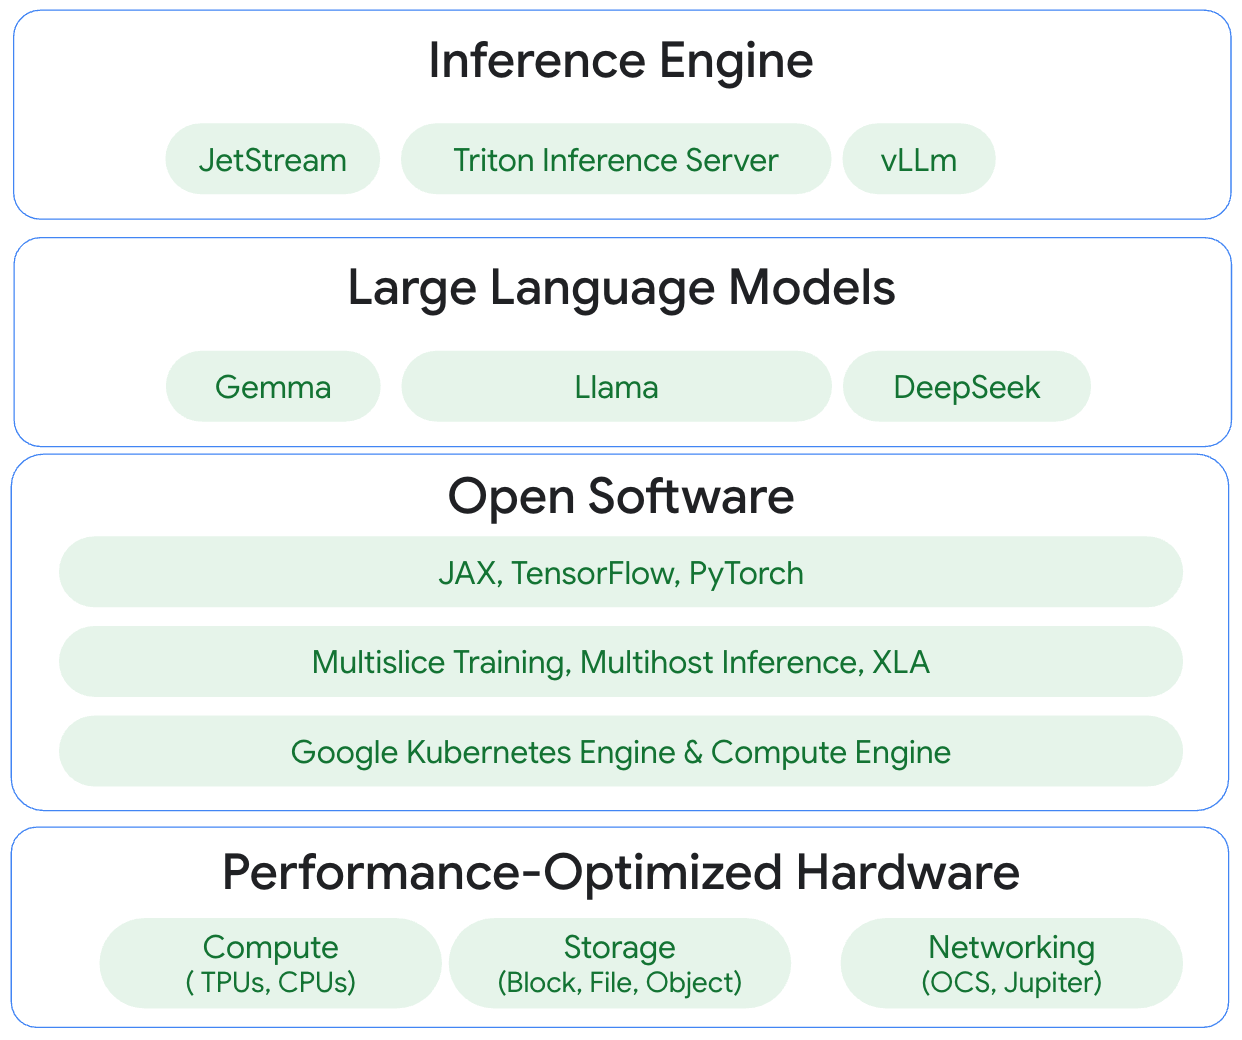 Inference Engine
JetStream
Triton Inference Server
vLLm
Large Language Models
Gemma
Llama
DeepSeek
Open Software
JAX, TensorFlow, PyTorch
Multislice Training, Multihost Inference, XLA
Google Kubernetes Engine & Compute Engine
Performance-Optimized Hardware
Compute
( TPUs, CPUs)
Storage
(Block, File, Object)
Networking
(OCS, Jupiter)